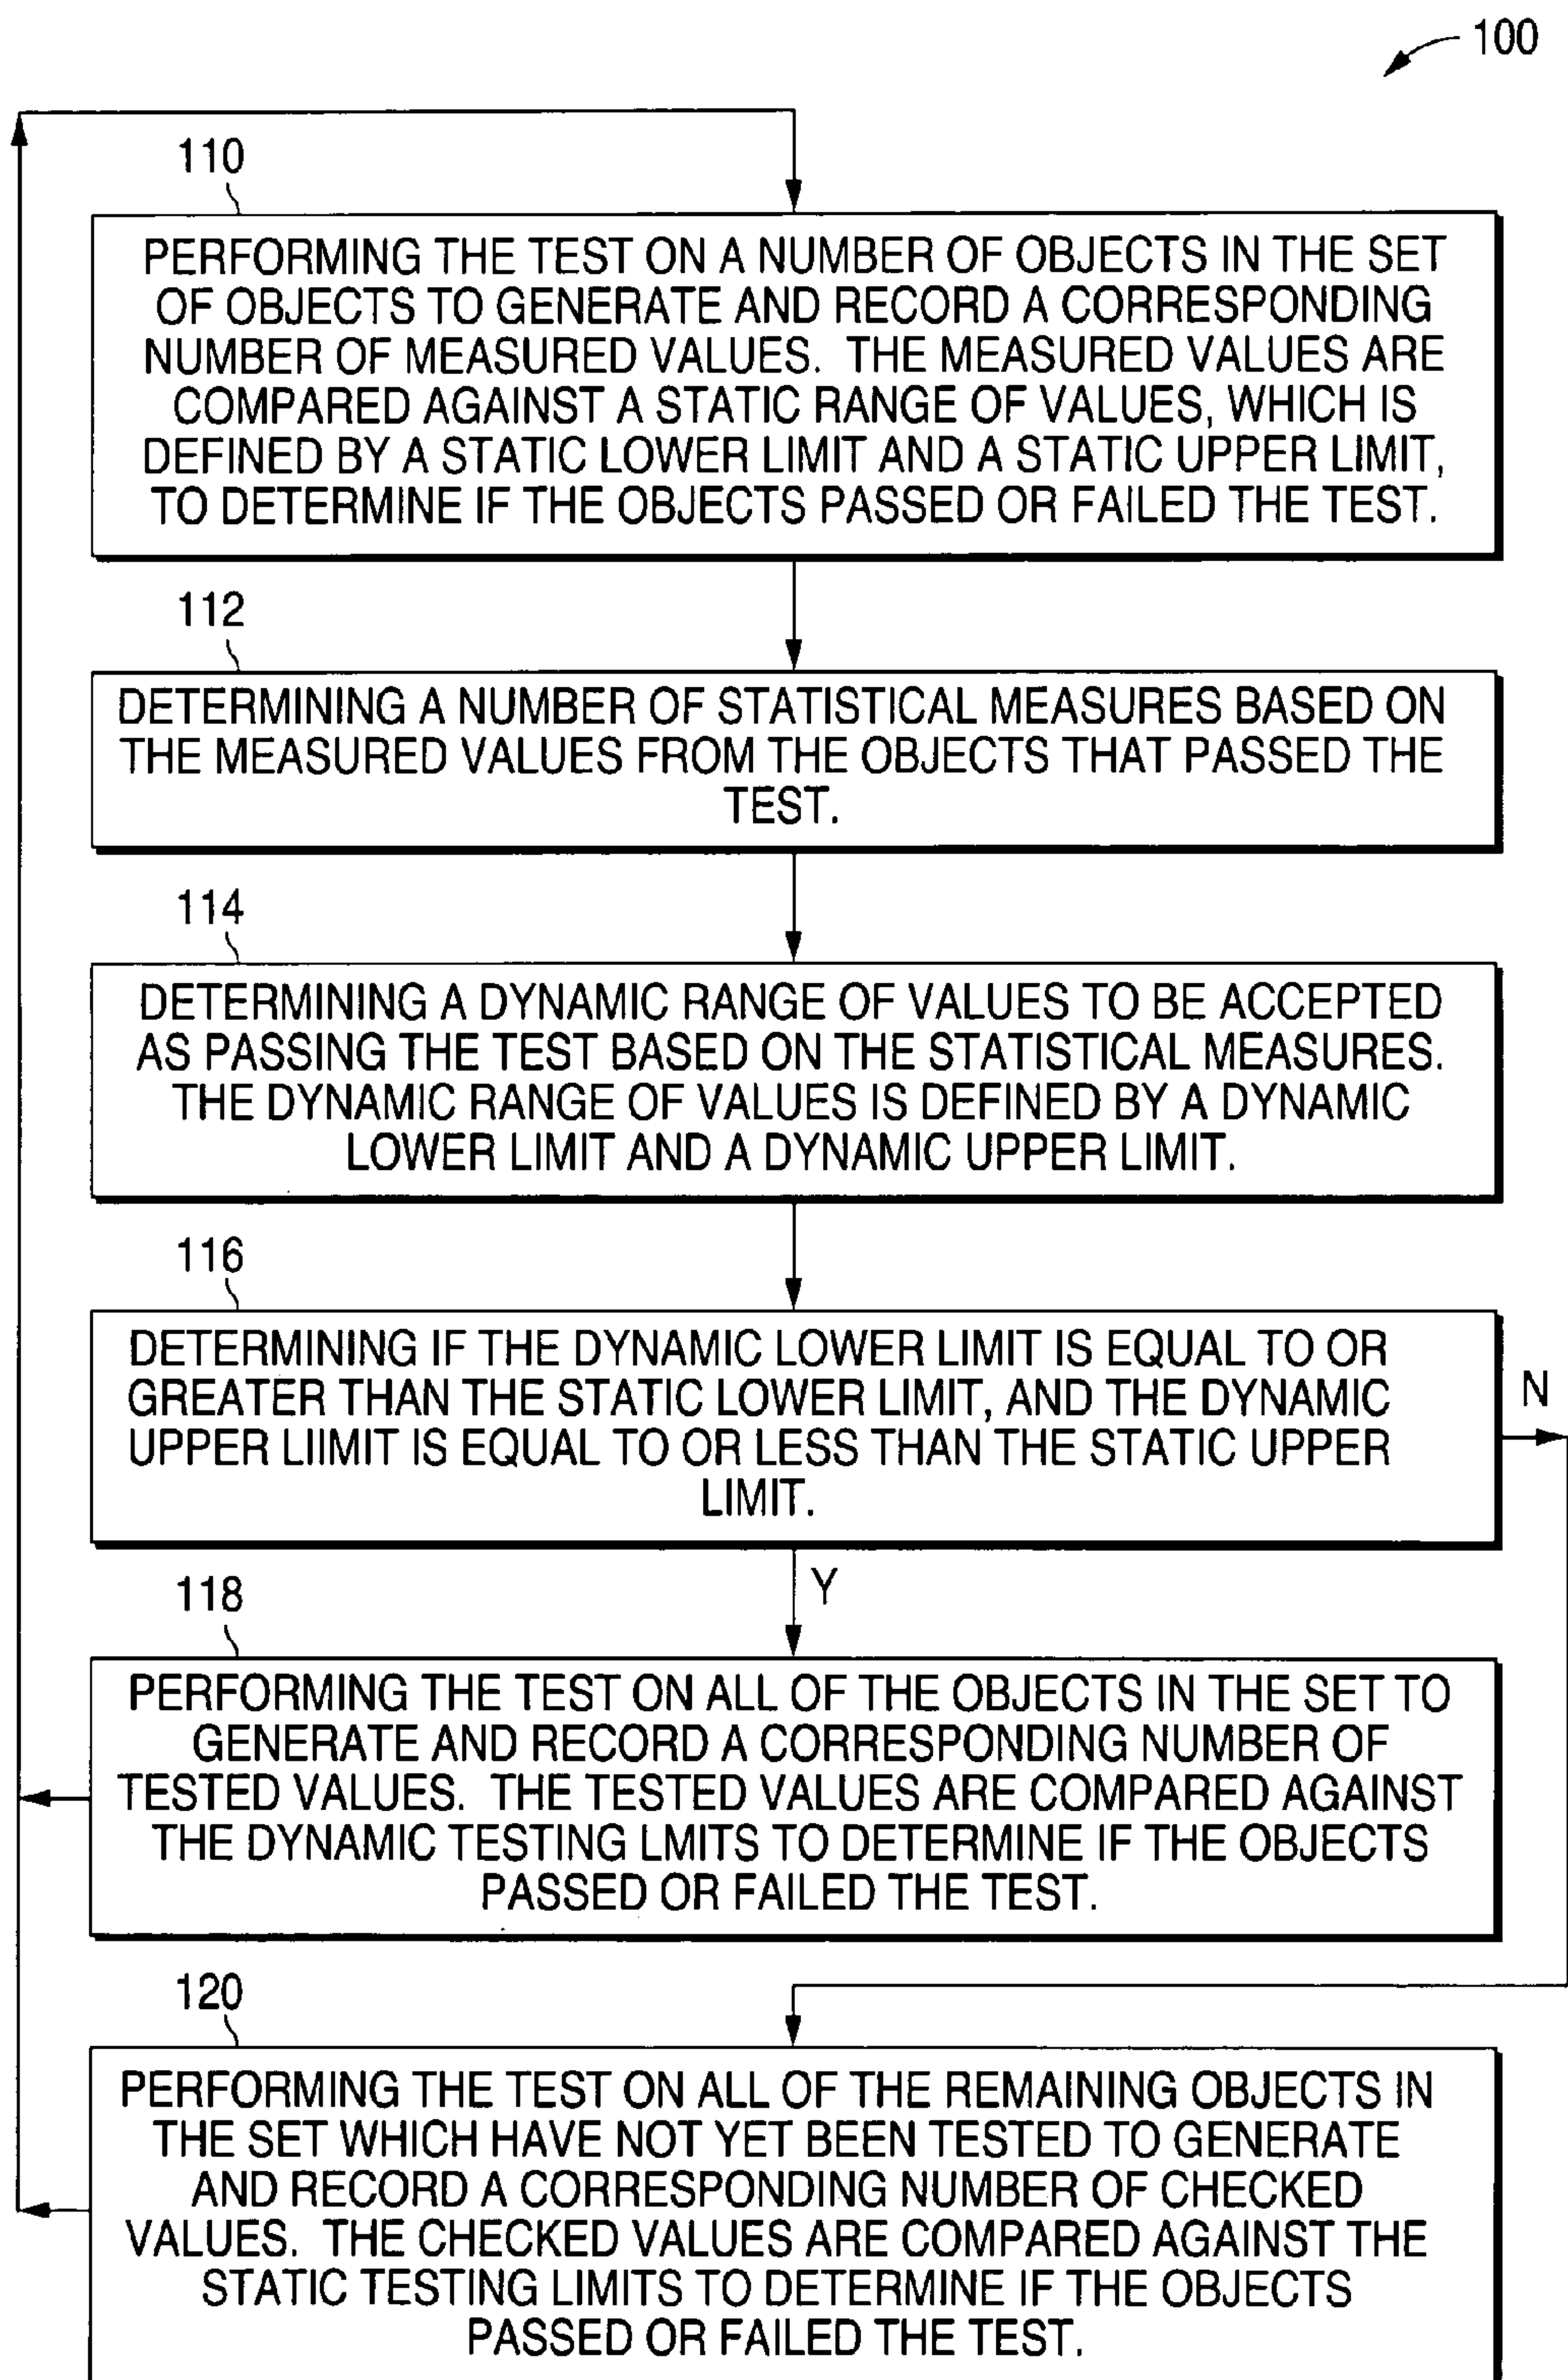 100
110
PERFORMING THE TEST ON A NUMBER OF OBJECTS IN THE SET
OF OBJECTS TO GENERATE AND RECORD A CORRESPONDING
NUMBER OF MEASURED VALUES. THE MEASURED VALUES ARE
COMPARED AGAINST A STATIC RANGE OF VALUES, WHICH IS
DEFINED BY A STATIC LOWER LIMIT AND A STATIC UPPER LIMIT,
TO DETERMINE IF THE OBJECTS PASSED OR FAILED THE TEST.
112
DETERMINING A NUMBER OF STATISTICAL MEASURES BASED ON
THE MEASURED VALUES FROM THE OBJECTS THAT PASSED THE
TEST.
114
DETERMINING A DYNAMIC RANGE OF VALUES TO BE ACCEPTED
AS PASSING THE TEST BASED ON THE STATISTICAL MEASURES.
THE DYNAMIC RANGE OF VALUES IS DEFINED BY A DYNAMIC
LOWER LIMIT AND A DYNAMIC UPPER LIMIT.
116
DETERMINING IF THE DYNAMIC LOWER LIMIT IS EQUAL TO OR
GREATER THAN THE STATIC LOWER LIMIT, AND THE DYNAMIC
UPPER LIIMIT IS EQUAL TO OR LESS THAN THE STATIC UPPER
LIMIT.
N
Y
118
PERFORMING THE TEST ON ALL OF THE OBJECTS IN THE SET TO
GENERATE AND RECORD A CORRESPONDING NUMBER OF
TESTED VALUES. THE TESTED VALUES ARE COMPARED AGAINST
THE DYNAMIC TESTING LMITS TO DETERMINE IF THE OBJECTS
PASSED OR FAILED THE TEST.
120
PERFORMING THE TEST ON ALL OF THE REMAINING OBJECTS IN
THE SET WHICH HAVE NOT YET BEEN TESTED TO GENERATE
AND RECORD A CORRESPONDING NUMBER OF CHECKED
VALUES. THE CHECKED VALUES ARE COMPARED AGAINST THE
STATIC TESTING LIMITS TO DETERMINE IF THE OBJECTS
PASSED OR FAILED THE TEST.